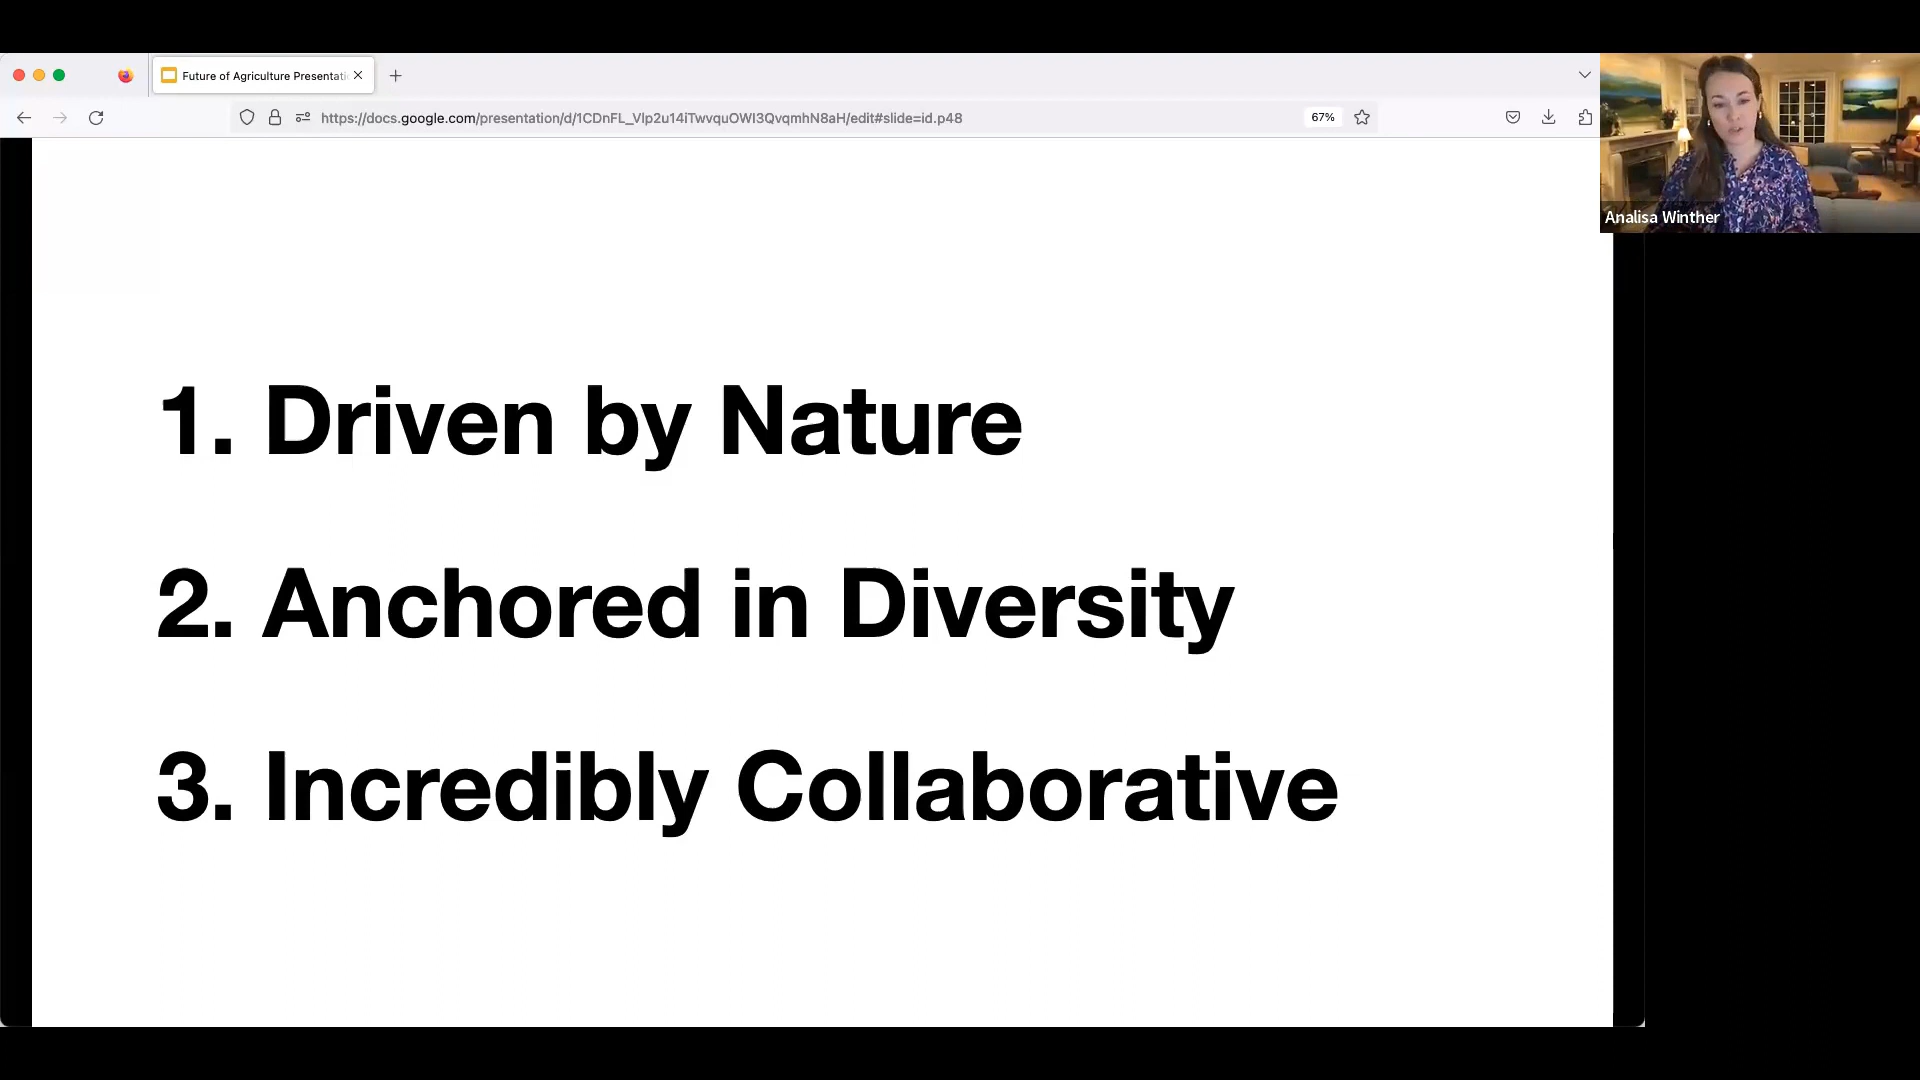 Future of Agriculture Presentati
https://docs.google.com/presentation/d/1CDnFL_VIp2u14iTwvquOWI3QvqmhN8aH/edit#slide=id.p48
67%
Analisa Winther
1. Driven by Nature
2. Anchored in Diversity
3. Incredibly Collaborative